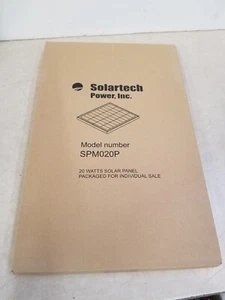 Solartech
Power, Inc.
Model number
SPM020P
20 WATTS SOLAR PANEL
PACKAGED FOR INDIVIDUAL SALE